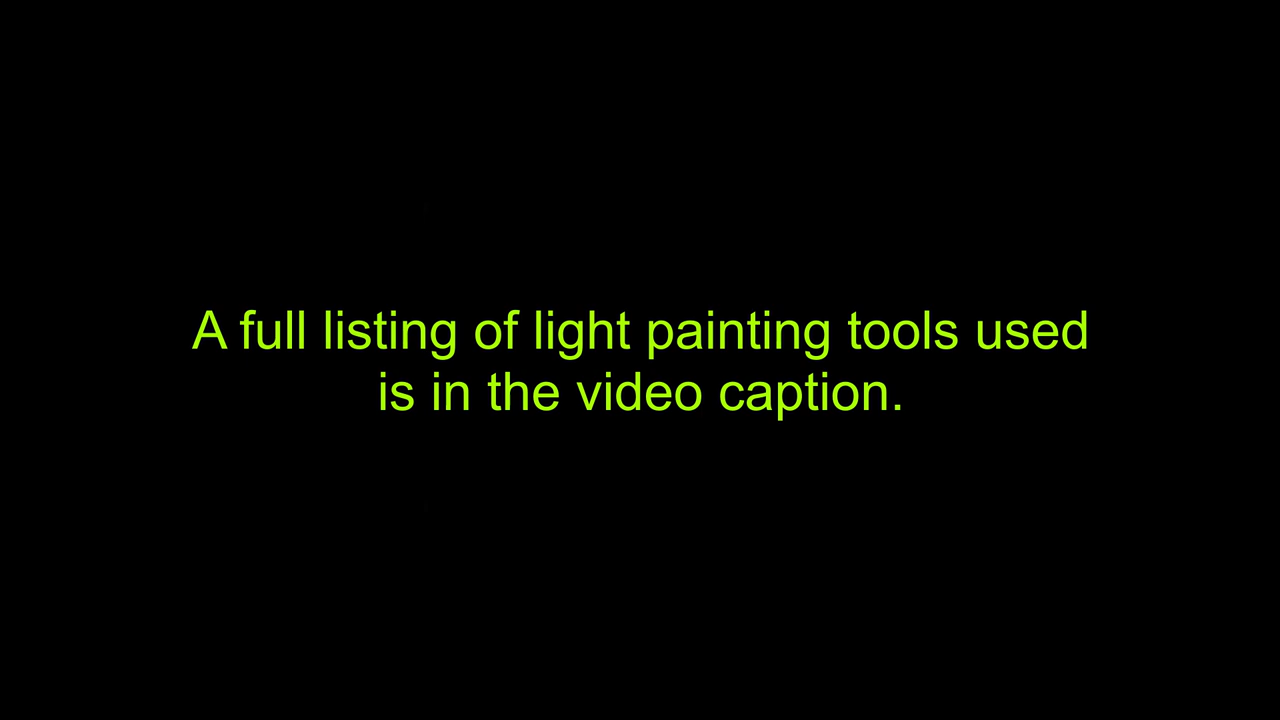 A full listing of light painting tools used
is in the video caption.